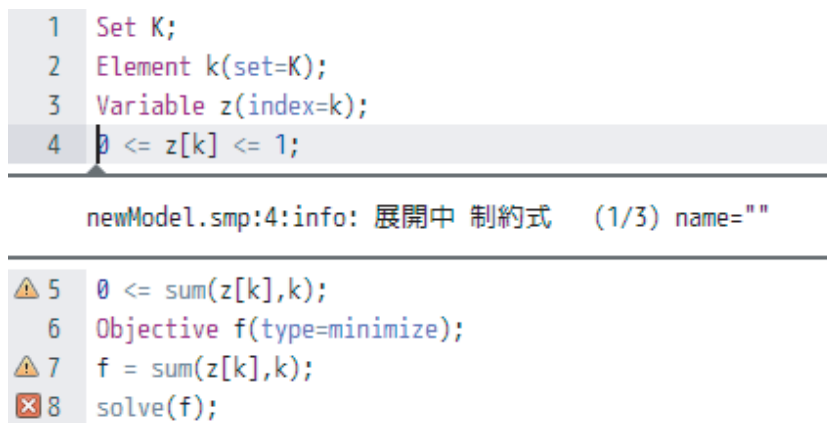 1 Set K;
2 Element k(set=K);
3 Variable z(index=k);
4 0 <= z[k] <= 1;
newModel.smp:4:info: 展開中 制約式 (1/3) name=""
5 0 <= sum(z[k],k);
6 Objective f(type=minimize);
7 f = sum(z[k],k);
8 solve(f);